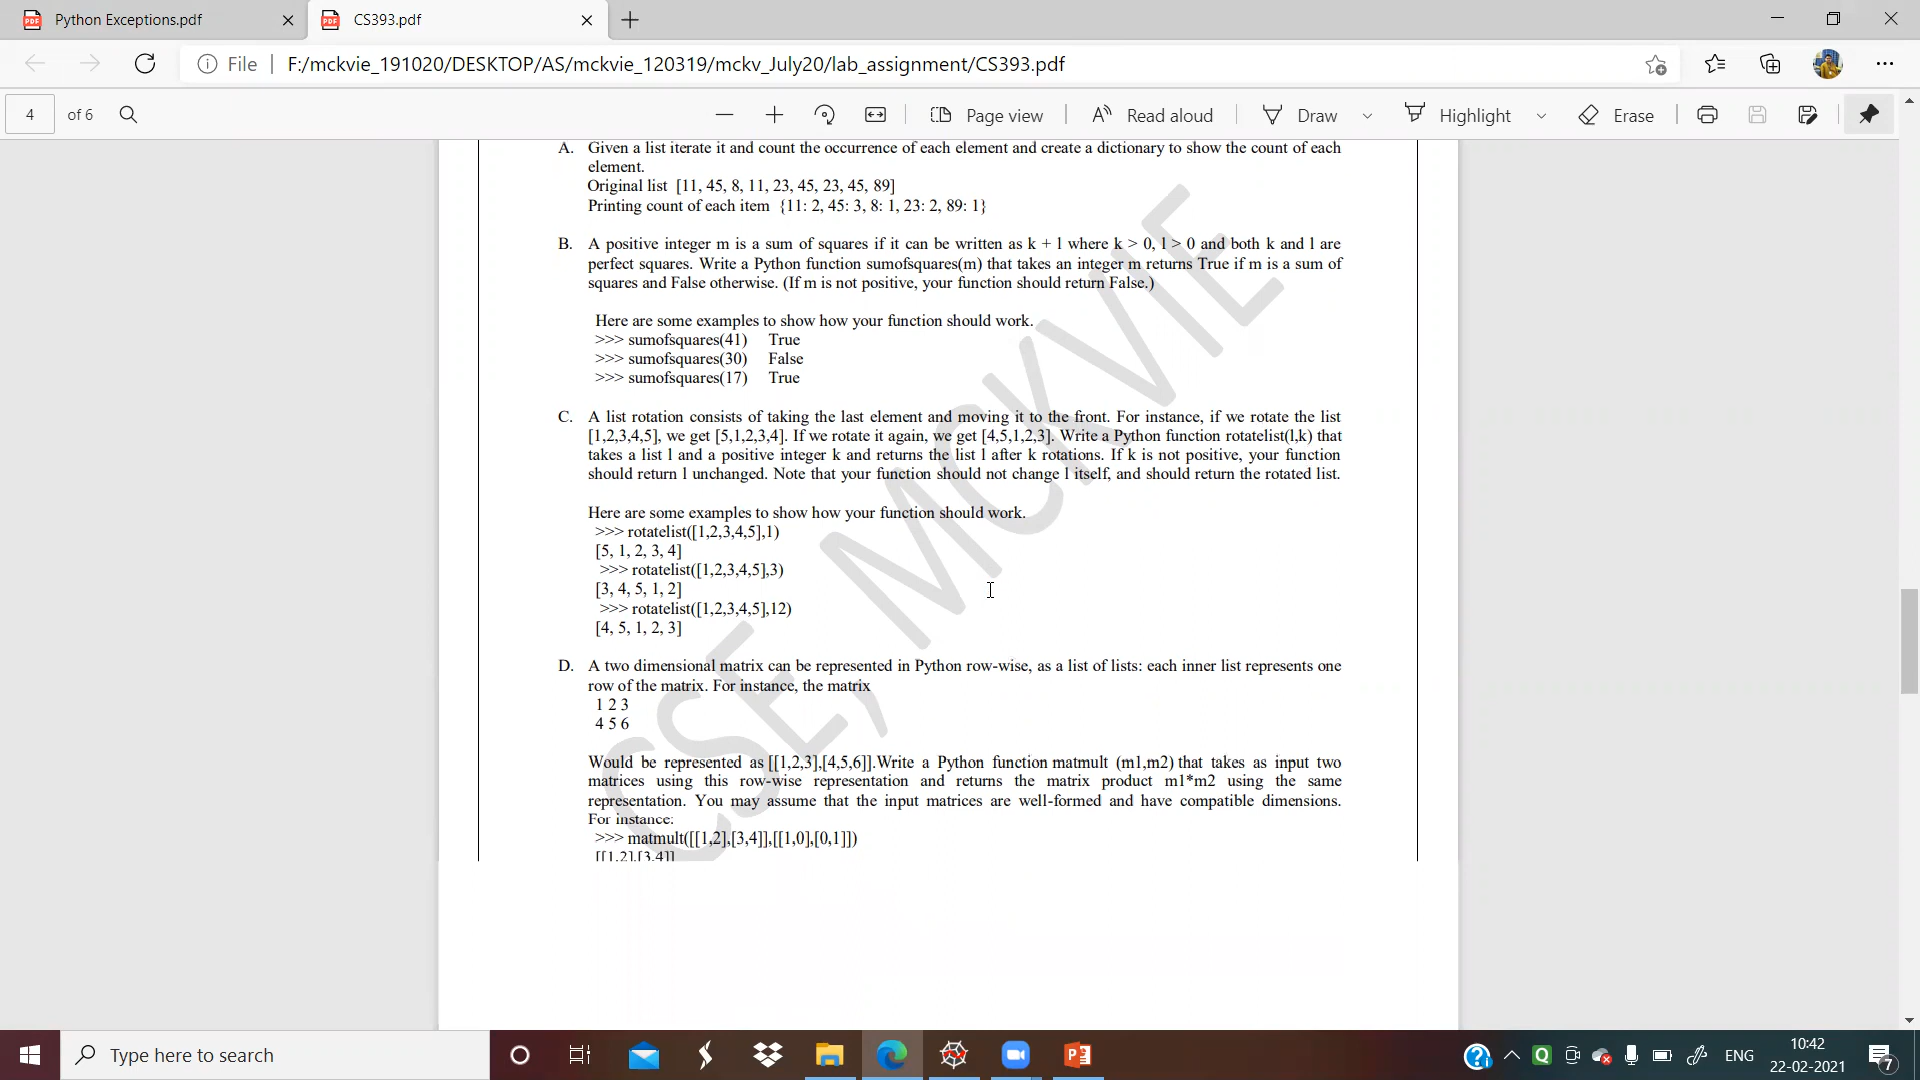 Python Exceptions.pdf
CS393.pdf
File
F:/mckvie_191020/DESKTOP/AS/mckvie_120319/mckv_July20/lab_assignment/CS393.pdf
4 of 6
Page view
Read aloud
Draw
Highlight
Erase
A. Given a list iterate it and count the occurrence of each element and create a dictionary to show the count of each
element.
Original list [11, 45, 8, 11, 23, 45, 23, 45, 89]
Printing count of each item {11: 2, 45: 3, 8: 1, 23: 2, 89: 1}
B. A positive integer m is a sum of squares if it can be written as k + l where k > 0, l > 0 and both k and l are
perfect squares. Write a Python function sumofsquares(m) that takes an integer m returns True if m is a sum of
squares and False otherwise. (If m is not positive, your function should return False.)
Here are some examples to show how your function should work.
>>> sumofsquares(41) True
>>> sumofsquares(30) False
>>> sumofsquares(17) True
C. A list rotation consists of taking the last element and moving it to the front. For instance, if we rotate the list
[1,2,3,4,5], we get [5,1,2,3,4]. If we rotate it again, we get [4,5,1,2,3]. Write a Python function rotatelist(l,k) that
takes a list l and a positive integer k and returns the list l after k rotations. If k is not positive, your function
should return l unchanged. Note that your function should not change l itself, and should return the rotated list.
Here are some examples to show how your function should work.
>>> rotatelist([1,2,3,4,5],1)
[5, 1, 2, 3, 4]
>>> rotatelist([1,2,3,4,5],3)
[3, 4, 5, 1, 2]
>>> rotatelist([1,2,3,4,5],12)
[4, 5, 1, 2, 3]
D. A two dimensional matrix can be represented in Python row-wise, as a list of lists: each inner list represents one
row of the matrix. For instance, the matrix
1 2 3
4 5 6
Would be represented as [[1,2,3],[4,5,6]].Write a Python function matmult (m1,m2) that takes as input two
matrices using this row-wise representation and returns the matrix product m1*m2 using the same
representation. You may assume that the input matrices are well-formed and have compatible dimensions.
For instance:
>>> matmult([[1,2],[3,4]],[[1,0],[0,1]])
[[1,2],[3,4]]
CSE, MCKVIE
Type here to search
ENG
10:42
22-02-2021
7